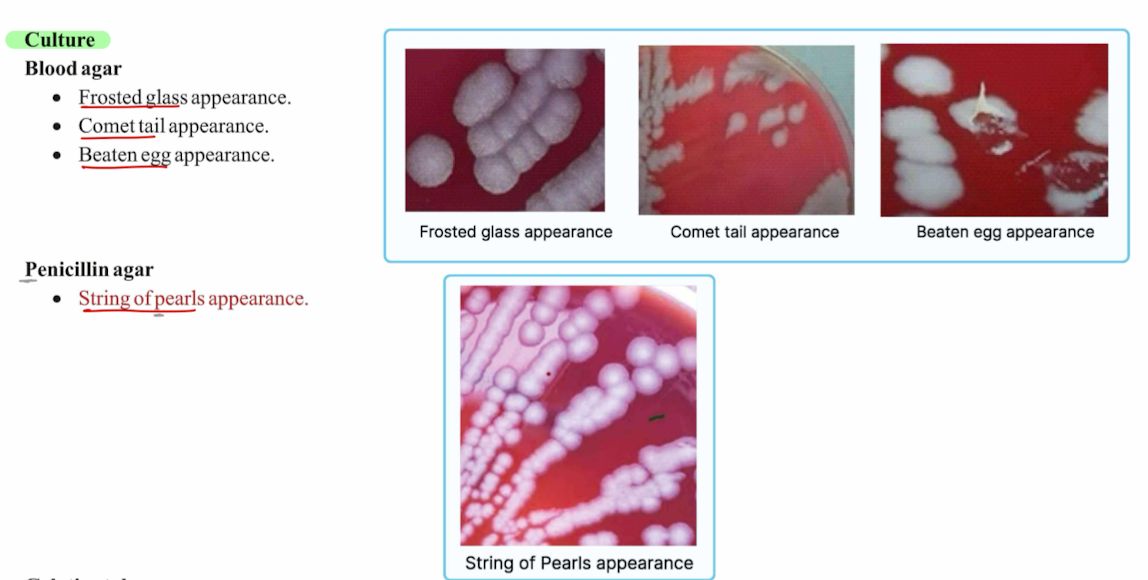 Culture
Blood agar
• Frosted glass appearance.
• Comet tail appearance.
• Beaten egg appearance.
Frosted glass appearance
Comet tail appearance
Beaten egg appearance
Penicillin agar
• String of pearls appearance.
String of Pearls appearance